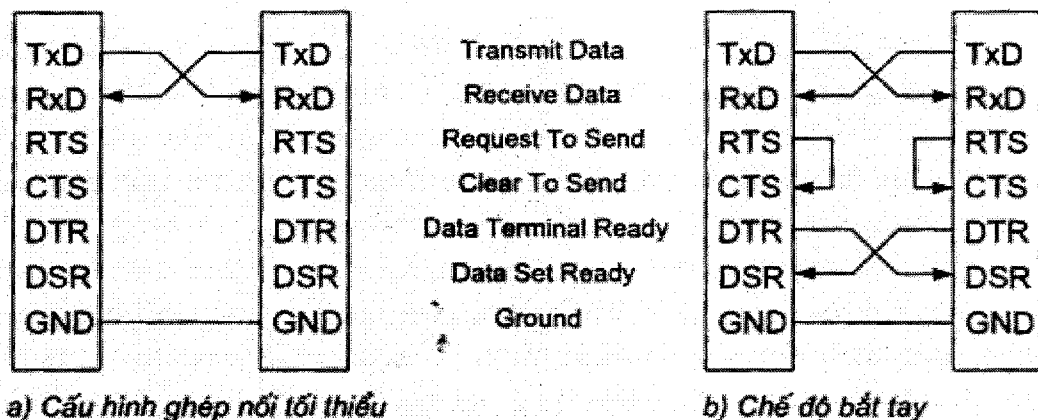 TxD TxD Transmit Data TxD TxD
RxD RxD Receive Data RxD RxD
RTS RTS Request To Send RTS RTS
CTS CTS Clear To Send CTS CTS
DTR DTR Data Terminal Ready DTR DTR
DSR DSR Data Set Ready DSR DSR
GND GND Ground GND GND
a) Cấu hình ghép nối tối thiểu b) Chế độ bắt tay